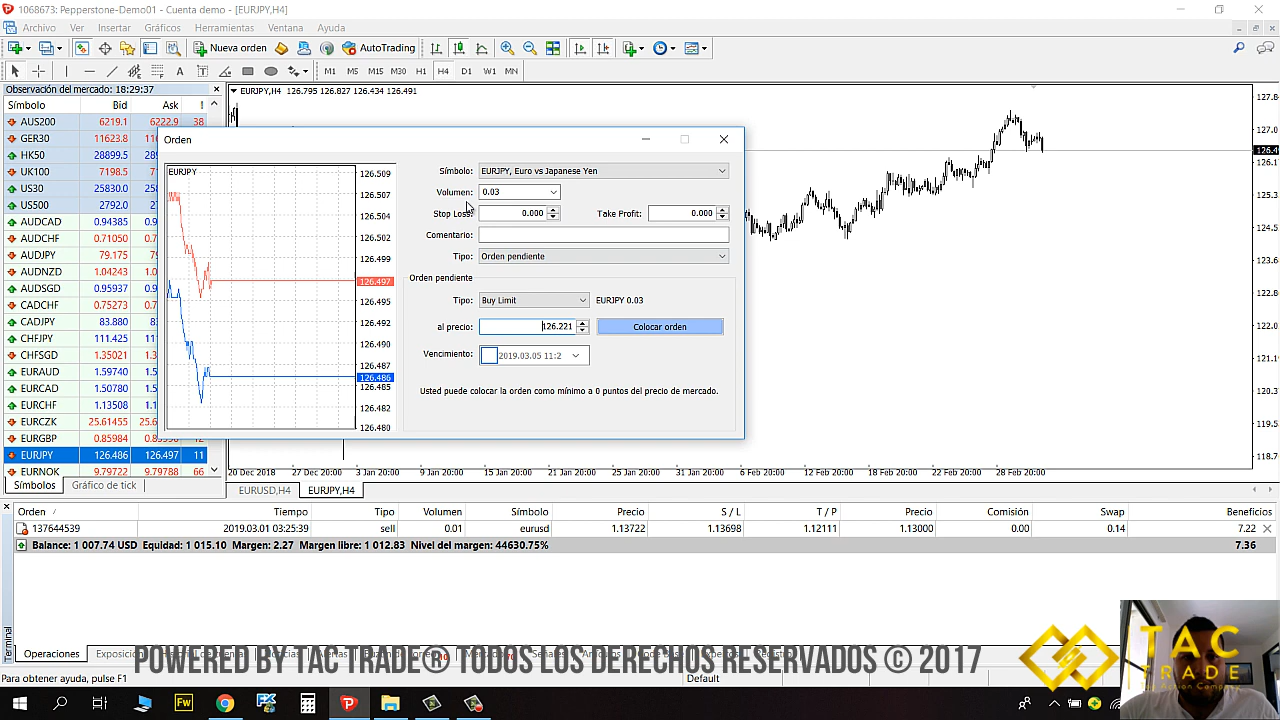 1068673: Pepperstone-Demo01 - Cuenta demo - [EURJPY,H4]
Archivo Ver Insertar Gráficos Herramientas Ventana Ayuda
Nueva orden AutoTrading
A T M1 M5 M15 M30 H1 H4 D1 W1 MN
Observación del mercado: 18:29:37
Símbolo Bid Ask !
AUS200 6219.1 6222.9 38
GER30 11623.8
HK50 28899.5
UK100 7198.5
US30 25830.0
US500 2792.0
AUDCAD 0.94385
AUDCHF 0.71050
AUDJPY 79.175
AUDNZD 1.04243
AUDSGD 0.95937
CADCHF 0.75273
CADJPY 83.880
CHFJPY 111.425
CHFSGD 1.35021
EURAUD 1.59740
EURCAD 1.50780
EURCHF 1.13508
EURCZK 25.61455
EURGBP 0.85984
EURJPY 126.486 126.497 11
EURNOK 9.79722 9.79788 66
Símbolos Gráfico de tick
EURJPY,H4 126.795 126.827 126.434 126.491
Orden
EURJPY
126.509
126.507
126.504
126.502
126.499
126.497
126.495
126.492
126.490
126.487
126.486
126.485
126.482
126.480
Símbolo: EURJPY, Euro vs Japanese Yen
Volumen: 0.03
Stop Loss: 0.000 Take Profit: 0.000
Comentario:
Tipo: Orden pendiente
Orden pendiente
Tipo: Buy Limit EURJPY 0.03
al precio: 126.221 Colocar orden
Vencimiento: 2019.03.05 11:2
Usted puede colocar la orden como mínimo a 0 puntos del precio de mercado.
20 Dec 2018 27 Dec 20:00 3 Jan 20:00 9 Jan 20:00 15 Jan 20:00 21 Jan 20:00 25 Jan 20:00 31 Jan 20:00 6 Feb 20:00 12 Feb 20:00 18 Feb 20:00 22 Feb 20:00 28 Feb 20:00
EURUSD,H4 EURJPY,H4
Orden / Tiempo Tipo Volumen Símbolo Precio S / L T / P Precio Comisión Swap Beneficios
137644539 2019.03.01 03:25:39 sell 0.01 eurusd 1.13722 1.13698 1.12111 1.13000 0.00 0.14 7.22
Balance: 1 007.74 USD Equidad: 1 015.10 Margen: 2.27 Margen libre: 1 012.83 Nivel del margen: 44630.75% 7.36
Terminal
Operaciones
POWERED BY TAC TRADE® TODOS LOS DERECHOS RESERVADOS © 2017
TAC
TRADE
Para obtener ayuda, pulse F1 Default
Fw